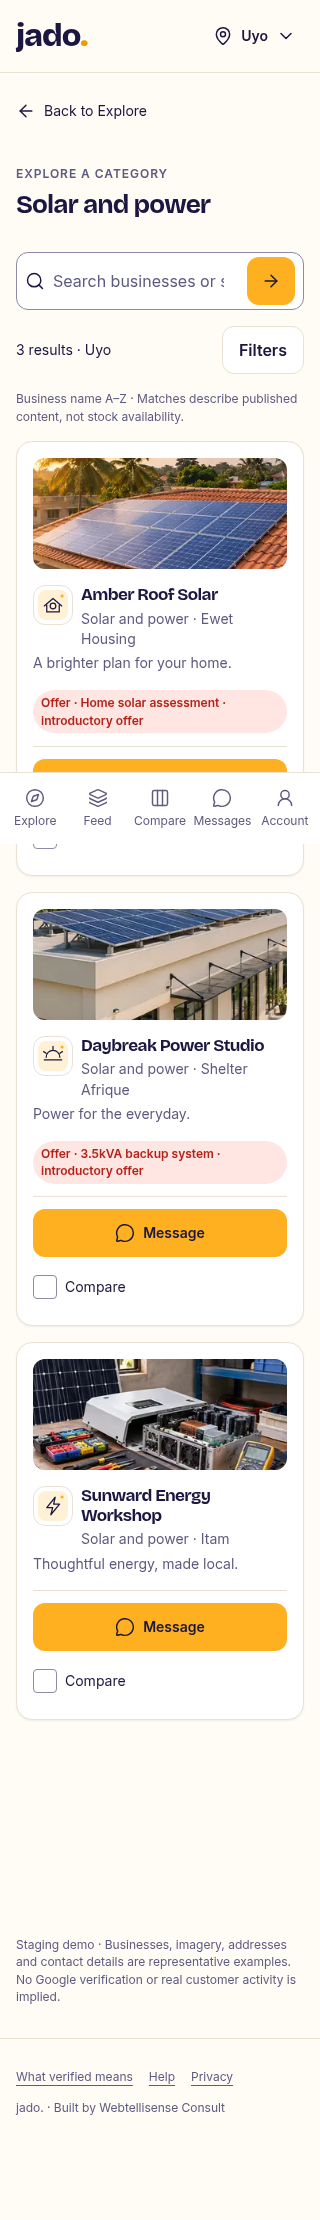 jado.
Uyo
Back to Explore
EXPLORE A CATEGORY
Solar and power
Search businesses or s
3 results · Uyo
Filters
Business name A–Z · Matches describe published
content, not stock availability.
Amber Roof Solar
Solar and power · Ewet
Housing
A brighter plan for your home.
Offer · Home solar assessment ·
introductory offer
Explore
Feed
Compare
Messages
Account
Daybreak Power Studio
Solar and power · Shelter
Afrique
Power for the everyday.
Offer · 3.5kVA backup system ·
introductory offer
Message
Compare
Sunward Energy
Workshop
Solar and power · Itam
Thoughtful energy, made local.
Message
Compare
Staging demo · Businesses, imagery, addresses
and contact details are representative examples.
No Google verification or real customer activity is
implied.
What verified means
Help
Privacy
jado. · Built by Webtellisense Consult